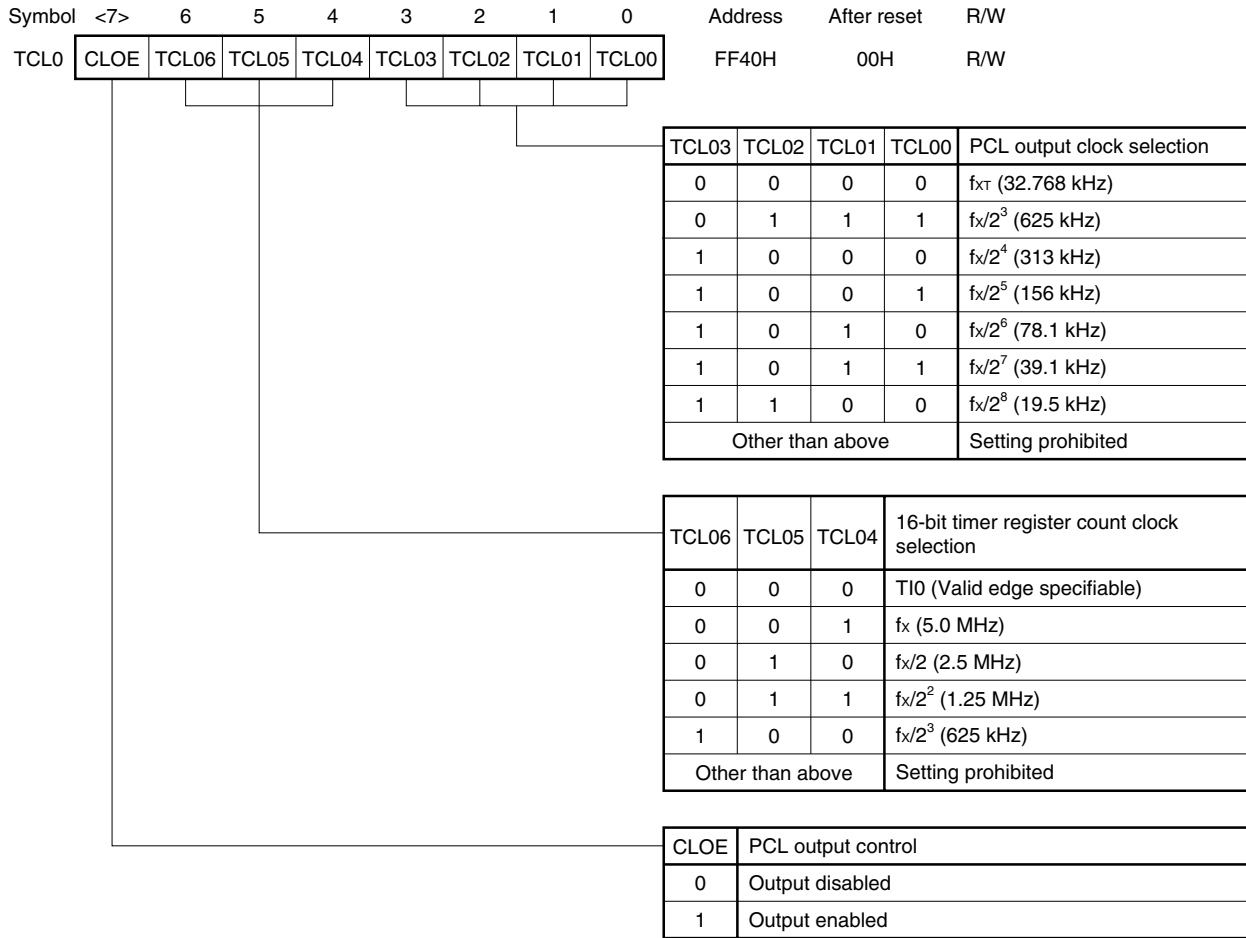 Symbol <7> 6 5 4 3 2 1 0 Address After reset R/W
TCL0 CLOE TCL06 TCL05 TCL04 TCL03 TCL02 TCL01 TCL00 FF40H 00H R/W
TCL03 TCL02 TCL01 TCL00 PCL output clock selection
0 0 0 0 fXT (32.768 kHz)
0 1 1 1 fX/2^3 (625 kHz)
1 0 0 0 fX/2^4 (313 kHz)
1 0 0 1 fX/2^5 (156 kHz)
1 0 1 0 fX/2^6 (78.1 kHz)
1 0 1 1 fX/2^7 (39.1 kHz)
1 1 0 0 fX/2^8 (19.5 kHz)
Other than above Setting prohibited
TCL06 TCL05 TCL04 16-bit timer register count clock
selection
0 0 0 TI0 (Valid edge specifiable)
0 0 1 fX (5.0 MHz)
0 1 0 fX/2 (2.5 MHz)
0 1 1 fX/2^2 (1.25 MHz)
1 0 0 fX/2^3 (625 kHz)
Other than above Setting prohibited
CLOE PCL output control
0 Output disabled
1 Output enabled